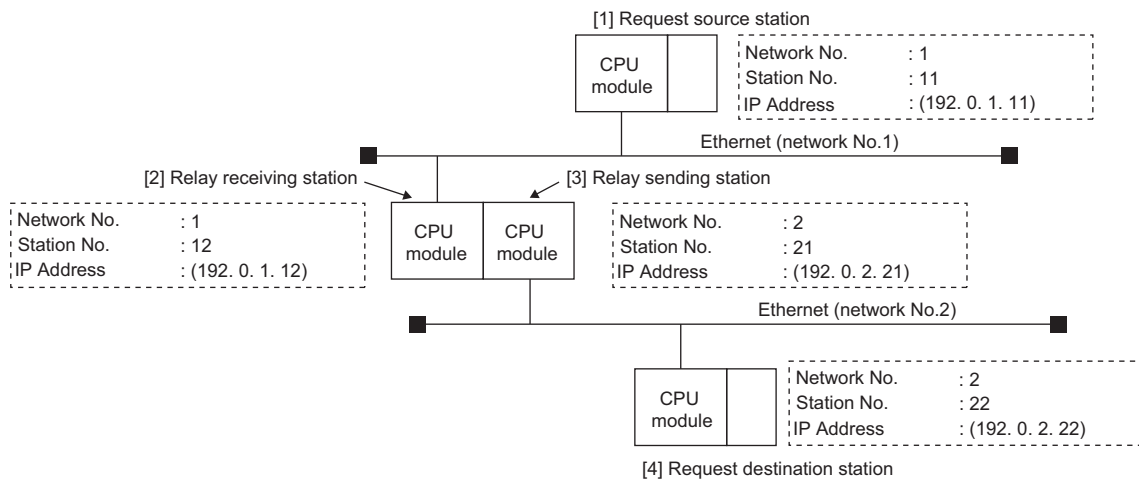 [1] Request source station
CPU
module
Network No. : 1
Station No. : 11
IP Address : (192. 0. 1. 11)
Ethernet (network No.1)
[2] Relay receiving station
[3] Relay sending station
Network No. : 1
Station No. : 12
IP Address : (192. 0. 1. 12)
CPU
module
CPU
module
Network No. : 2
Station No. : 21
IP Address : (192. 0. 2. 21)
Ethernet (network No.2)
CPU
module
Network No. : 2
Station No. : 22
IP Address : (192. 0. 2. 22)
[4] Request destination station